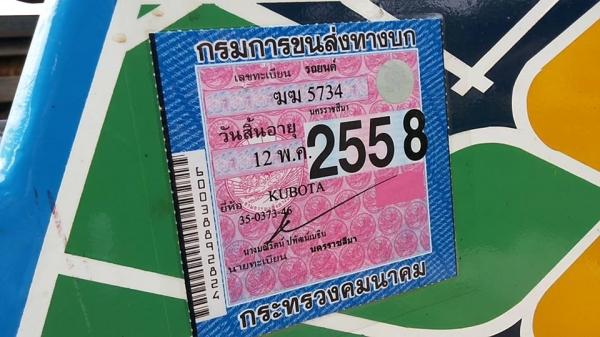 กรมการขนส่งทางบก
เลขทะเบียน รถยนต์
ฆฆ 5734
นครราชสีมา
วันสิ้นอายุ
12 พ.ค. 2558
ยี่ห้อ KUBOTA
35-0373-46
นายทะเบียน นครราชสีมา
กระทรวงคมนาคม
60038892824